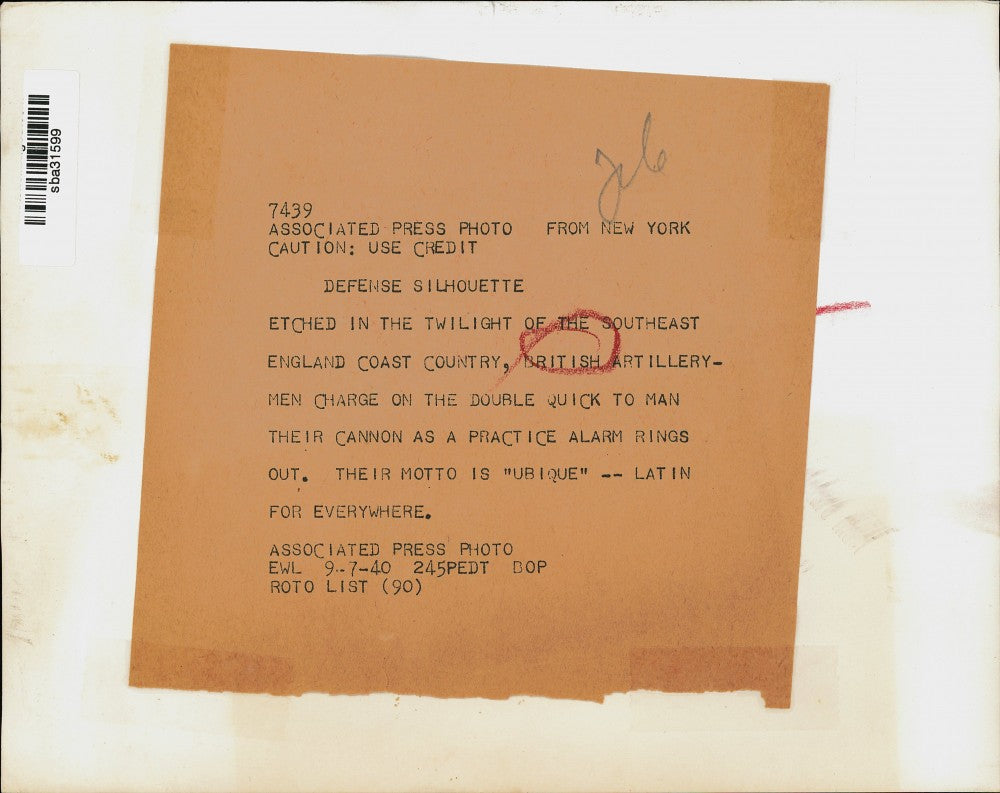 sba31599
7439
ASSOCIATED PRESS PHOTO FROM NEW YORK
CAUTION: USE CREDIT
DEFENSE SILHOUETTE
ETCHED IN THE TWILIGHT OF THE SOUTHEAST
ENGLAND COAST COUNTRY, BRITISH ARTILLERY-
MEN CHARGE ON THE DOUBLE QUICK TO MAN
THEIR CANNON AS A PRACTICE ALARM RINGS
OUT. THEIR MOTTO IS "UBIQUE" -- LATIN
FOR EVERYWHERE.
ASSOCIATED PRESS PHOTO
EWL 9-7-40 245PEDT BOP
ROTO LIST (90)